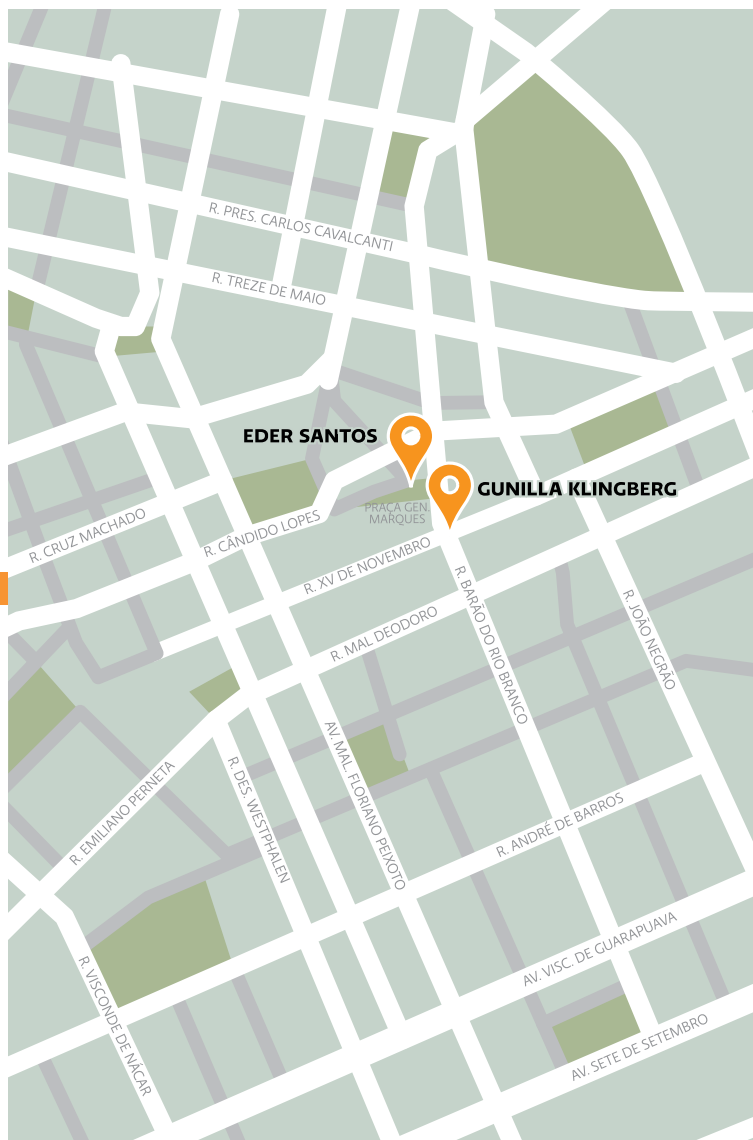 R. PRES. CARLOS CAVALCANTI
R. TREZE DE MAIO
EDER SANTOS
GUNILLA KLINGBERG
PRAÇA GEN.
MARQUES
R. CRUZ MACHADO
R. CÂNDIDO LOPES
R. XV DE NOVEMBRO
R. MAL DEODORO
R. BARÃO DO RIO BRANCO
R. JOÃO NEGRÃO
R. EMILIANO PERNETA
R. DES. WESTPHALEN
AV. MAL. FLORIANO PEIXOTO
R. ANDRÉ DE BARROS
AV. VISC. DE GUARAPUAVA
R. VISCONDE DE NÁCAR
AV. SETE DE SETEMBRO